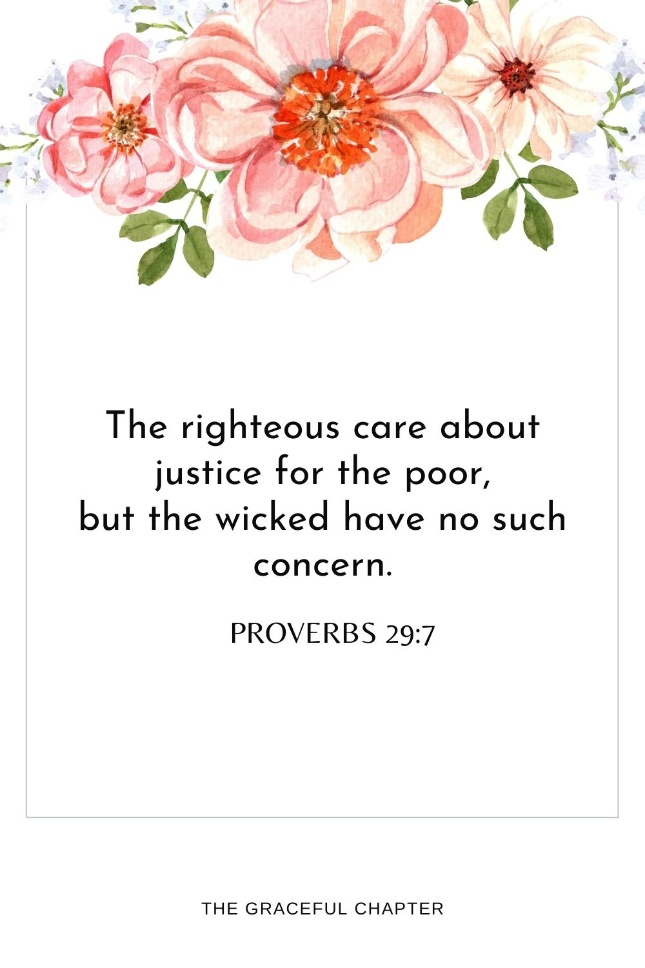 The righteous care about
justice for the poor,
but the wicked have no such
concern.
PROVERBS 29:7
THE GRACEFUL CHAPTER